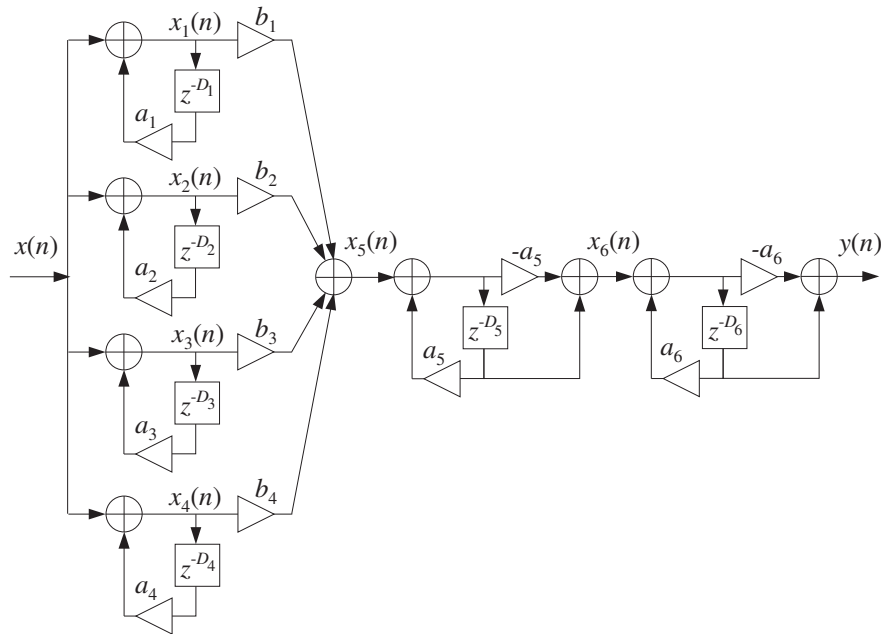 x₁(n) b₁
z^{-D₁}
a₁
x₂(n) b₂
x(n)
z^{-D₂}
a₂
x₅(n) -a₅ x₆(n) -a₆ y(n)
z^{-D₅} z^{-D₆}
x₃(n) b₃
a₅ a₆
z^{-D₃}
a₃
x₄(n) b₄
z^{-D₄}
a₄